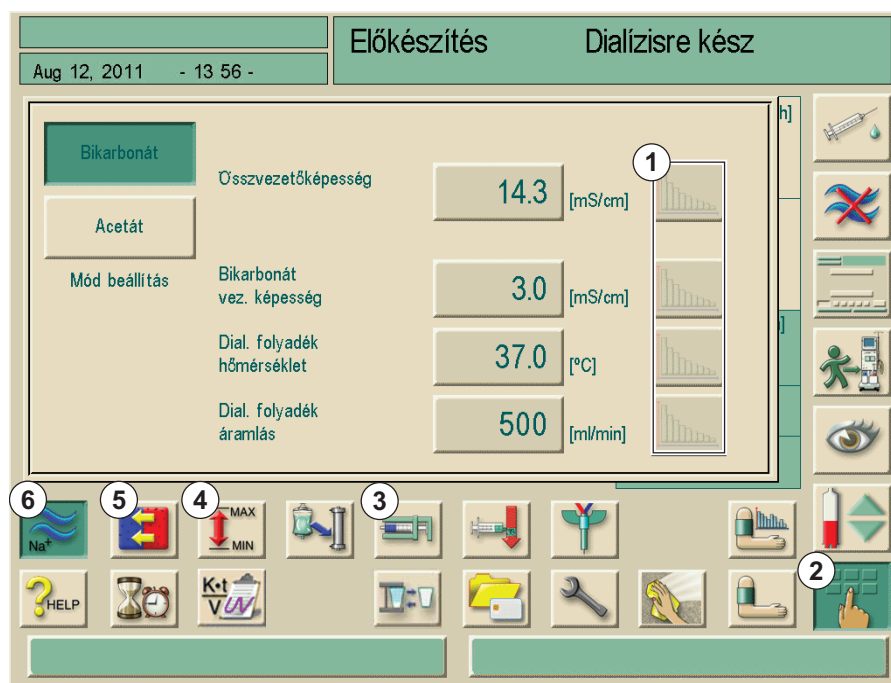 Előkészítés Dialízisre kész
Aug 12, 2011 - 13 56 -
h]
Bikarbonát
Acetát
Mód beállítás
Összvezetőképesség
14.3 [mS/cm]
1
Bikarbonát
vez. képesség
3.0 [mS/cm]
Dial. folyadék
hőmérséklet
37.0 [ºC]
Dial. folyadék
áramlás
500 [ml/min]
6
5
4
3
Na+
MAX
MIN
2
? HELP
K•t
V
UV